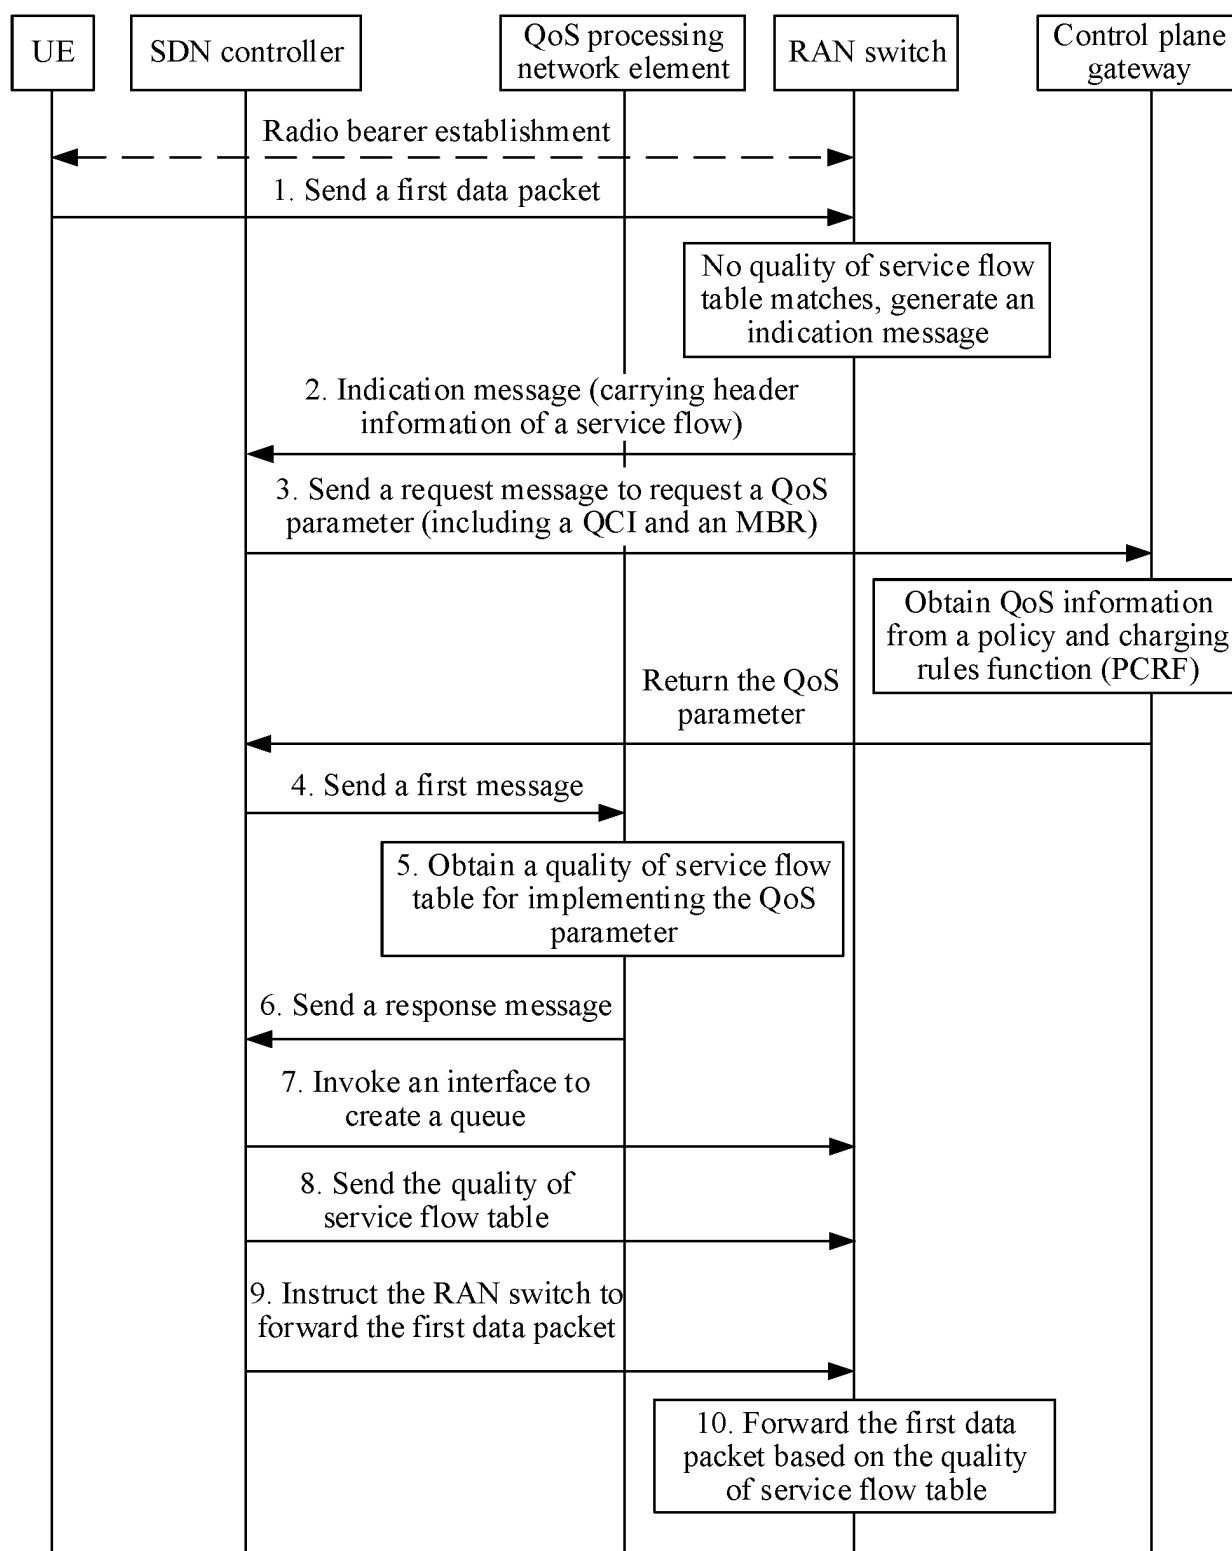 UE
SDN controller
QoS processing
network element
RAN switch
Control plane
gateway
Radio bearer establishment
1. Send a first data packet
No quality of service flow
table matches, generate an
indication message
2. Indication message (carrying header
information of a service flow)
3. Send a request message to request a QoS
parameter (including a QCI and an MBR)
Obtain QoS information
from a policy and charging
rules function (PCRF)
Return the QoS
parameter
4. Send a first message
5. Obtain a quality of service flow
table for implementing the QoS
parameter
6. Send a response message
7. Invoke an interface to
create a queue
8. Send the quality of
service flow table
9. Instruct the RAN switch to
forward the first data packet
10. Forward the first data
packet based on the quality
of service flow table